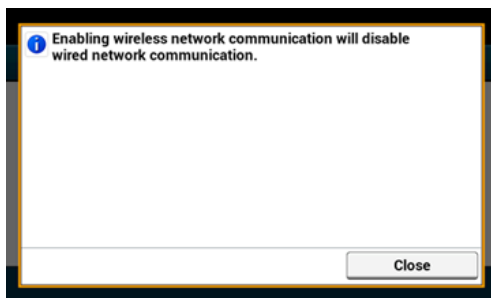 Enabling wireless network communication will disable
wired network communication.
Close